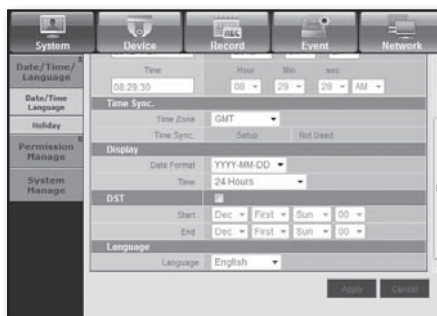 System Device Record Event Network
REC
Date/Time/
Language
Date/Time
Language
Holiday
Permission
Manage
System
Manage
Time Hour Min sec
08.29.30 08 29 28 AM
Time Sync.
Time Zone GMT
Time Sync. Setup Not Used
Display
Date Format YYYY-MM-DD
Time 24 Hours
DST
Start Dec First Sun 00
End Dec First Sun 00
Language
Language English
Apply Cancel